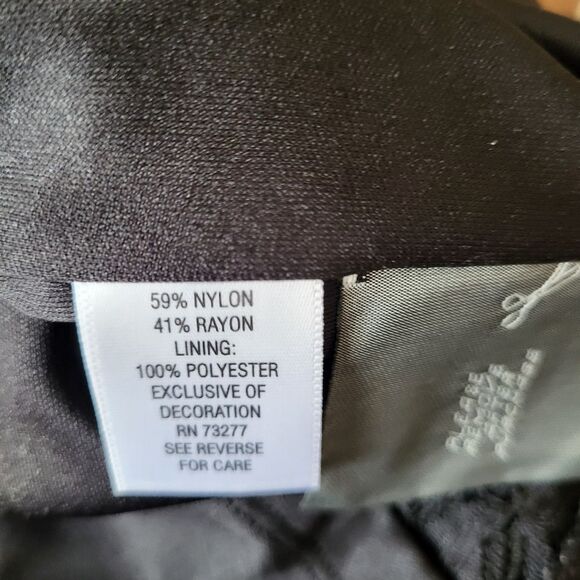 59% NYLON
41% RAYON
LINING:
100% POLYESTER
EXCLUSIVE OF
DECORATION
RN 73277
SEE REVERSE
FOR CARE